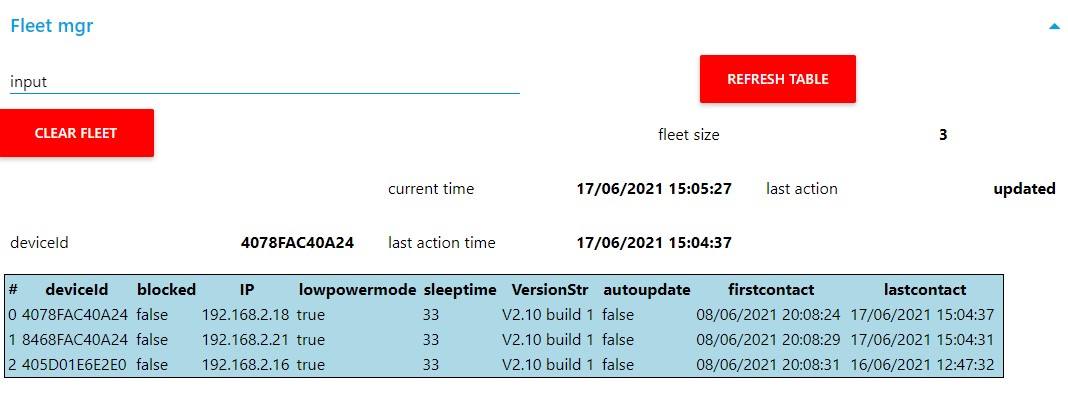 Fleet mgr
input
REFRESH TABLE
CLEAR FLEET
fleet size 3
current time 17/06/2021 15:05:27 last action updated
deviceId 4078FAC40A24 last action time 17/06/2021 15:04:37
# deviceId blocked IP lowpowermode sleeptime VersionStr autoupdate firstcontact lastcontact
0 4078FAC40A24 false 192.168.2.18 true 33 V2.10 build 1 false 08/06/2021 20:08:24 17/06/2021 15:04:37
1 8468FAC40A24 false 192.168.2.21 true 33 V2.10 build 1 false 08/06/2021 20:08:29 17/06/2021 15:04:31
2 405D01E6E2E0 false 192.168.2.16 true 33 V2.10 build 1 false 08/06/2021 20:08:31 16/06/2021 12:47:32